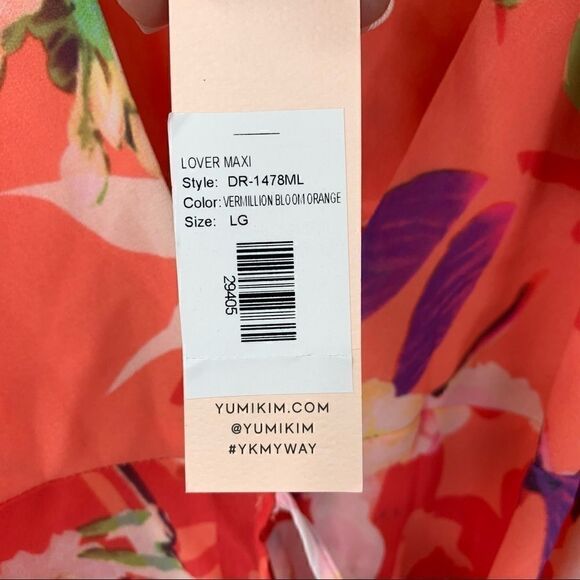 LOVER MAXI
Style: DR-1478ML
Color: VERMILLION BLOOM ORANGE
Size: LG
29405
YUMIKIM.COM
@YUMIKIM
#YKMYWAY